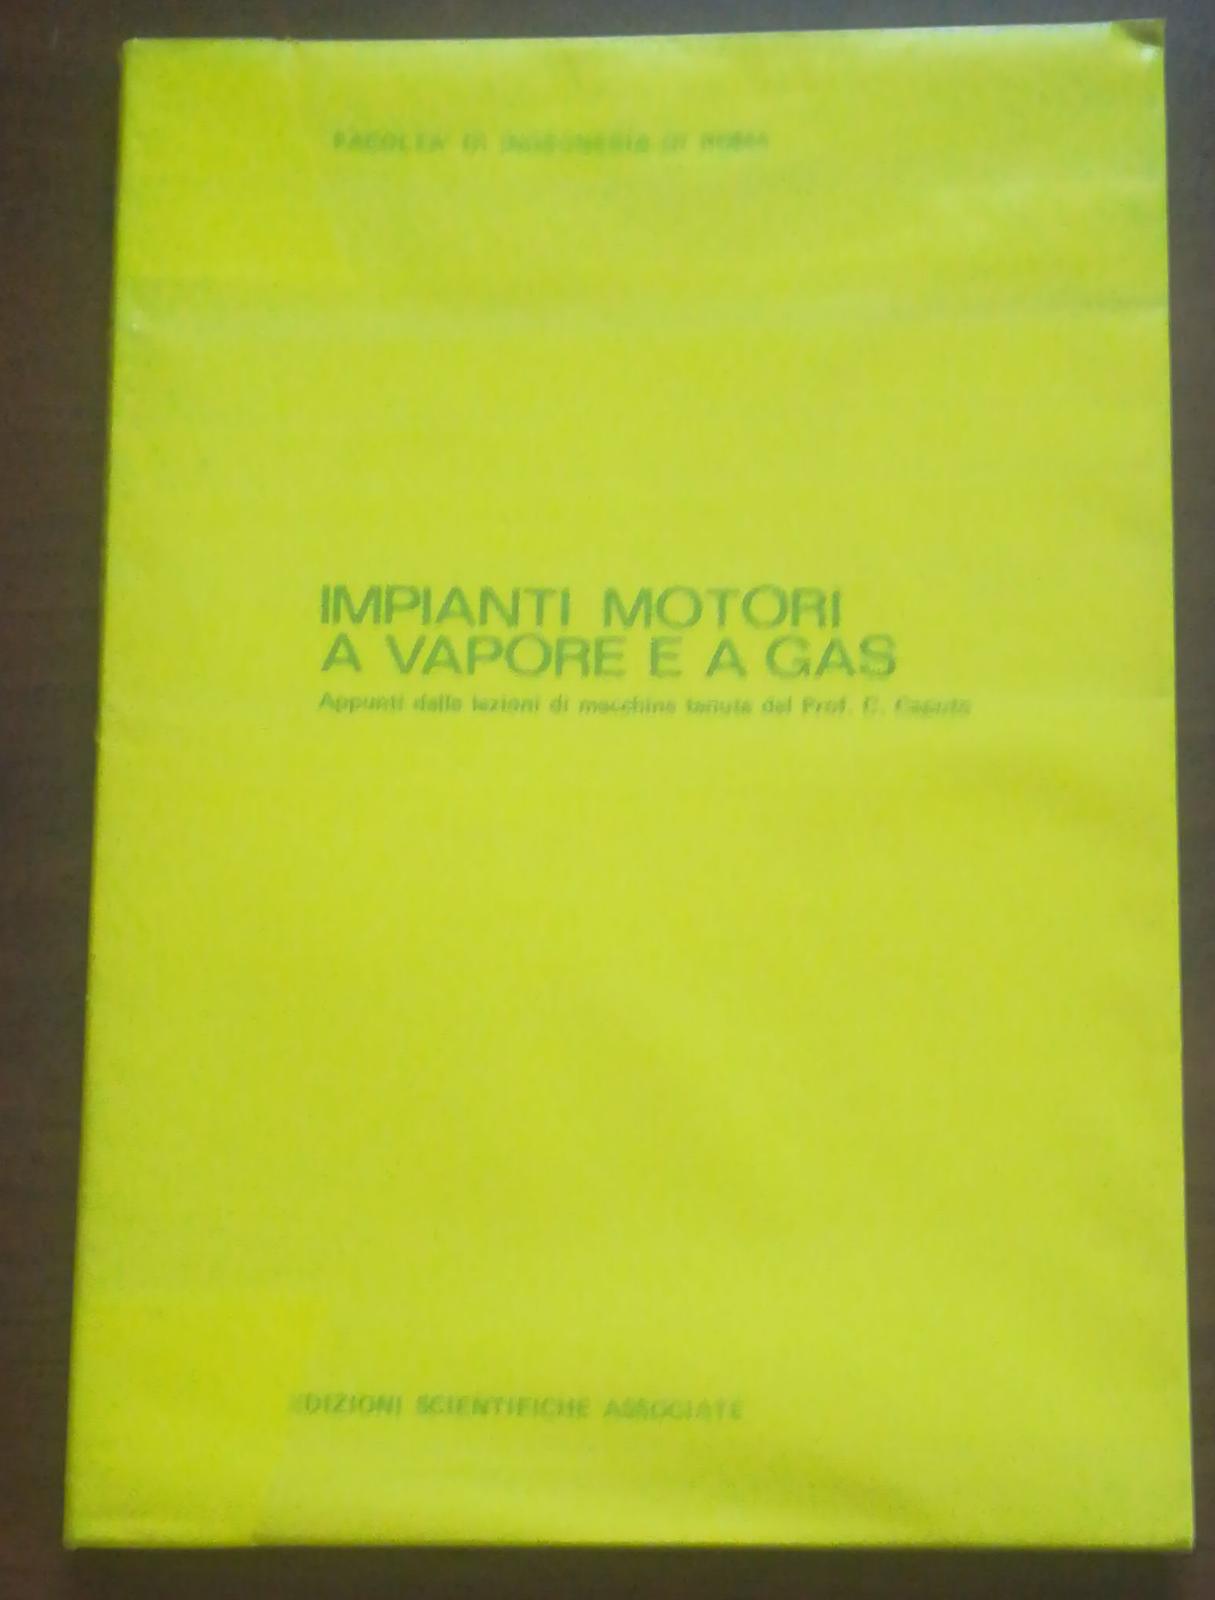 FACOLTA' DI INGEGNERIA DI ROMA
IMPIANTI MOTORI
A VAPORE E A GAS
Appunti dalle lezioni di macchine tenute dal Prof. C. Caputo
EDIZIONI SCIENTIFICHE ASSOCIATE